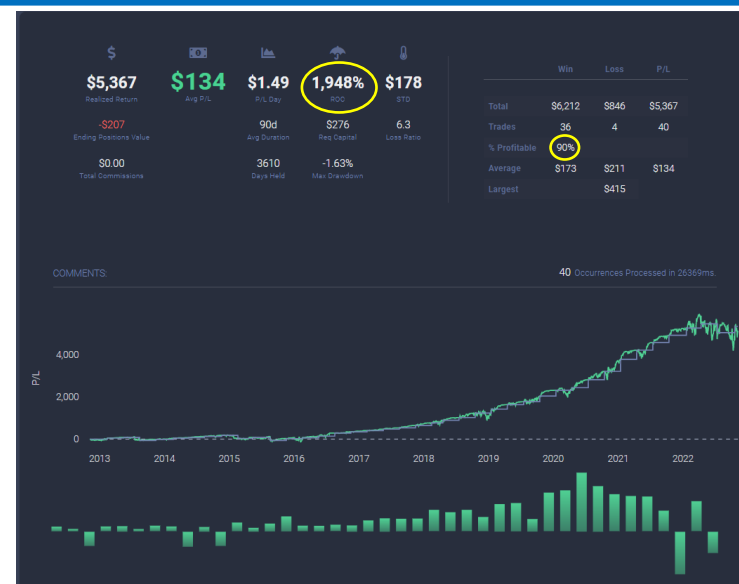 $5,367 $134 $1.49 1,948% $178
Realized Return Avg P/L P/L Day ROC STD
-$207 90d $276 6.3
Ending Positions Value Avg Duration Req Capital Loss Ratio
$0.00 3610 -1.63%
Total Commissions Days Held Max Drawdown
Win Loss P/L
Total $6,212 $846 $5,367
Trades 36 4 40
% Profitable 90%
Average $173 $211 $134
Largest $415
COMMENTS: 40 Occurrences Processed in 26369ms.
P/L
4,000
2,000
0
2013 2014 2015 2016 2017 2018 2019 2020 2021 2022